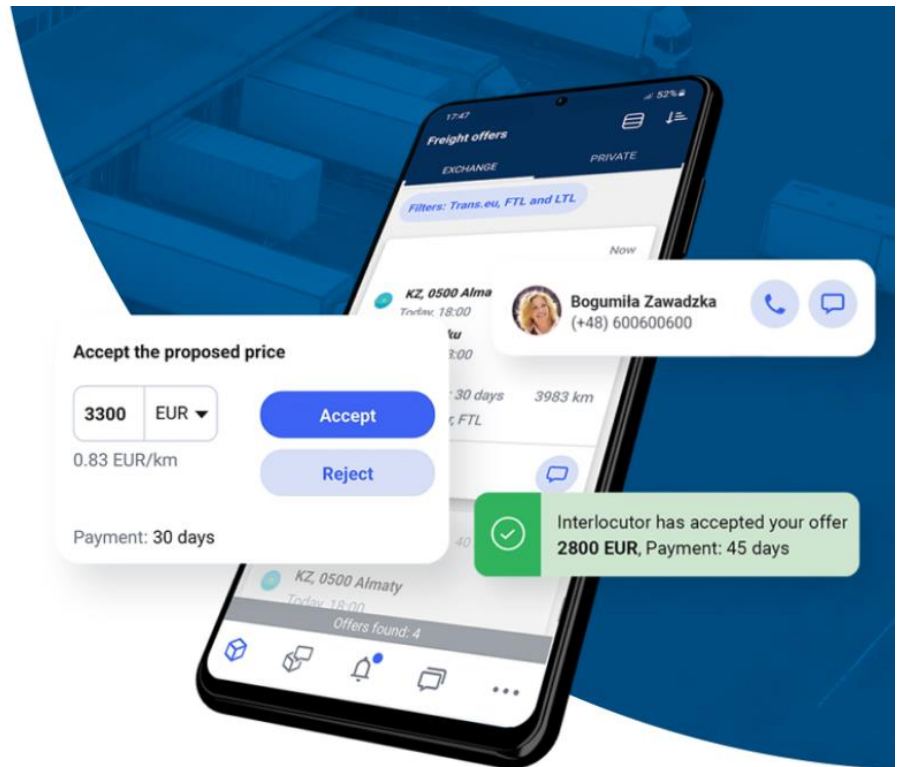 17:47
52%
Freight offers
EXCHANGE
PRIVATE
Filters: Trans.eu, FTL and LTL
Now
KZ, 0500 Alma
Today, 18:00
ku
30 days
3983 km
FTL
Bogumiła Zawadzka
(+48) 600600600
Accept the proposed price
3300
EUR
Accept
0.83 EUR/km
Reject
Payment: 30 days
Interlocutor has accepted your offer
2800 EUR, Payment: 45 days
40
KZ, 0500 Almaty
Today, 18:00
Offers found: 4